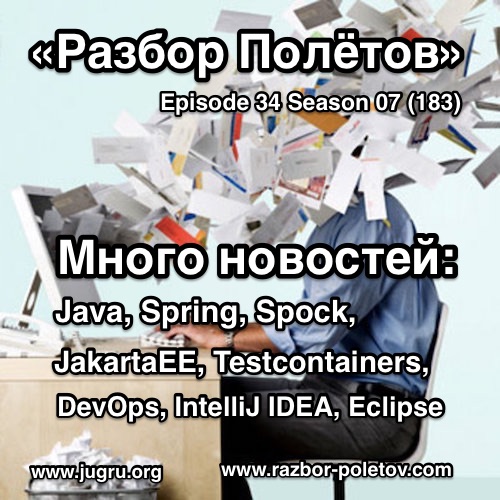 «Разбор Полётов»
Episode 34 Season 07 (183)
Много новостей:
Java, Spring, Spock,
JakartaEE, Testcontainers,
DevOps, IntelliJ IDEA, Eclipse
www.jugru.org www.razbor-poletov.com